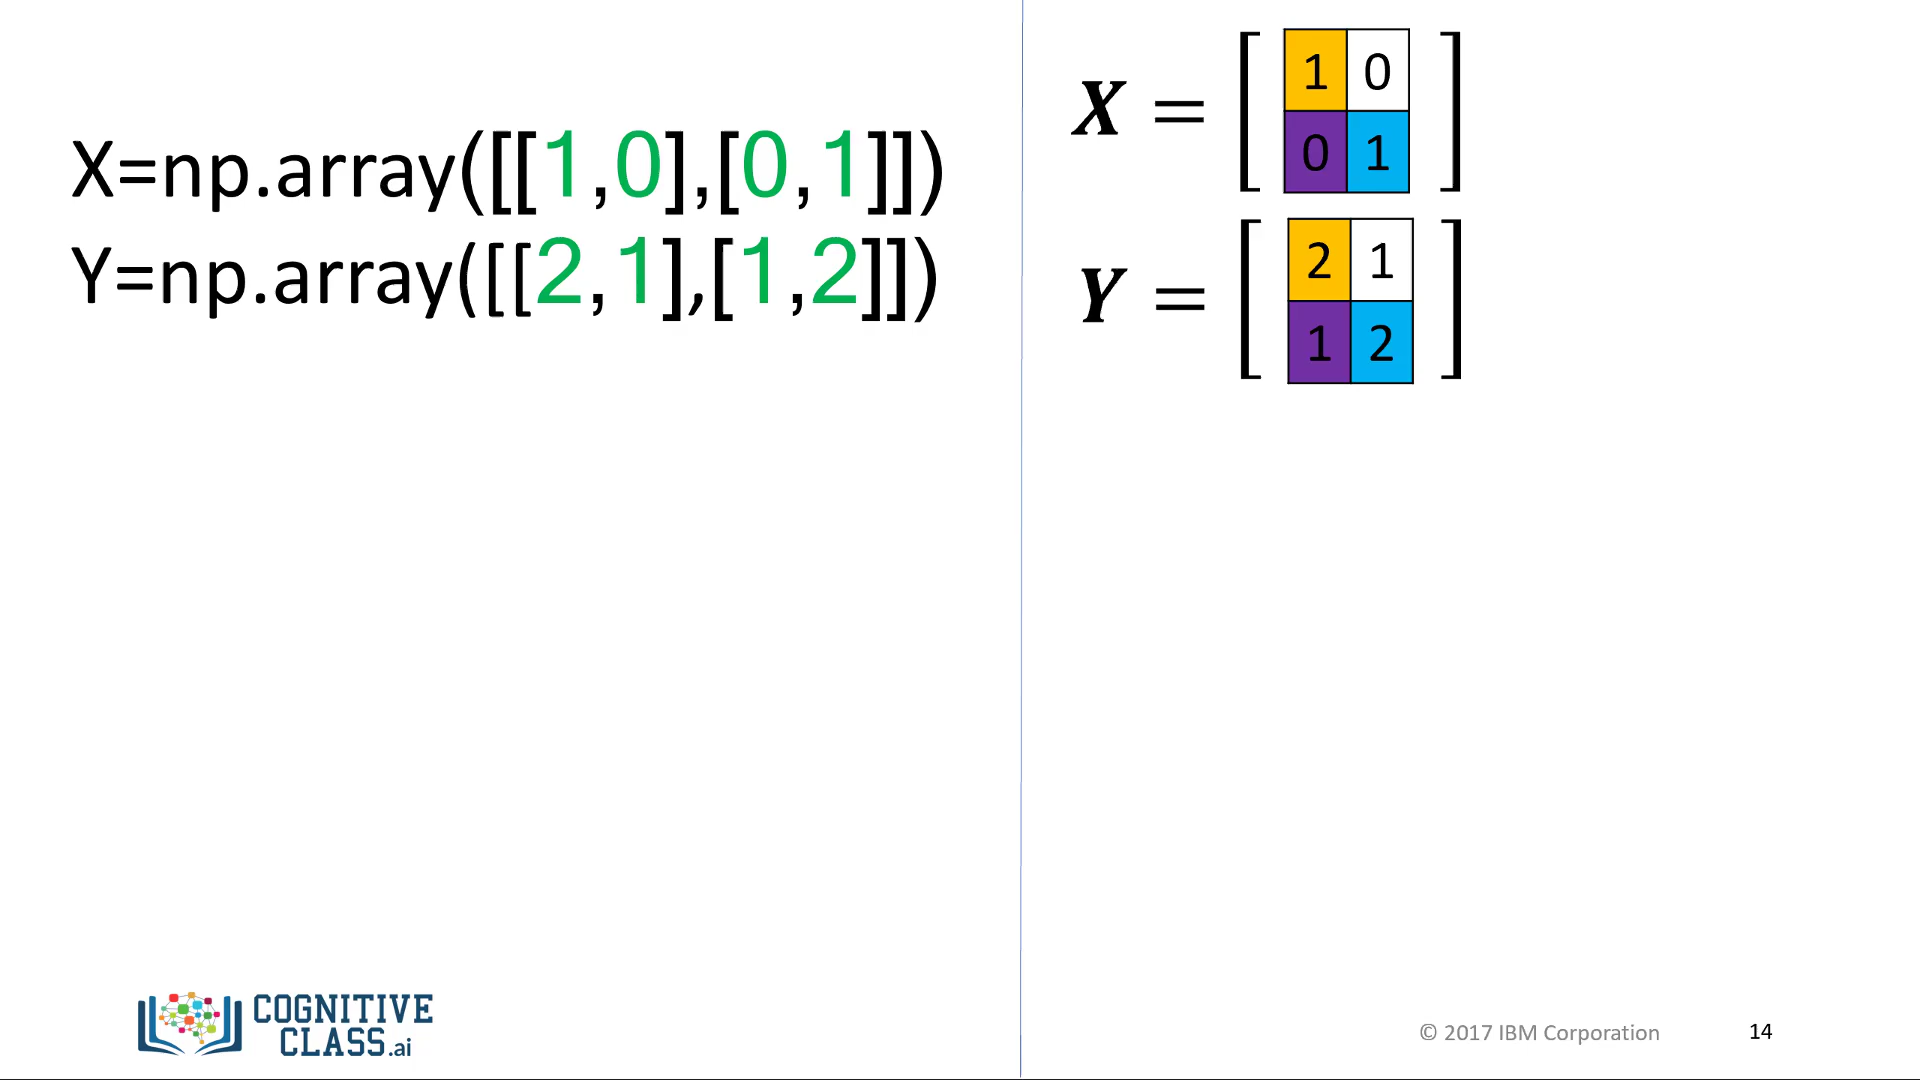 X=np.array([[1,0],[0,1]])
Y=np.array([[2,1],[1,2]])
X =
1 0
0 1
Y =
2 1
1 2
COGNITIVE
CLASS.ai
© 2017 IBM Corporation
14